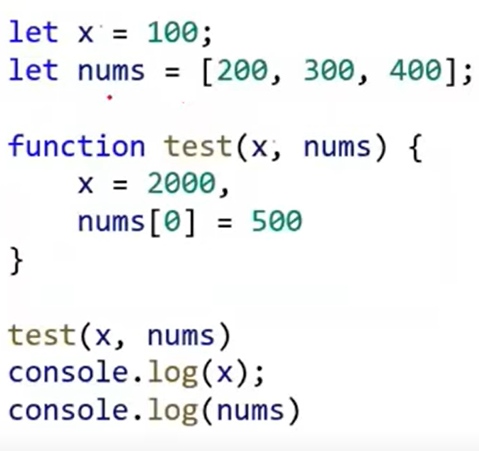 let x = 100;
let nums = [200, 300, 400];
function test(x, nums) {
    x = 2000,
    nums[0] = 500
}
test(x, nums)
console.log(x);
console.log(nums)